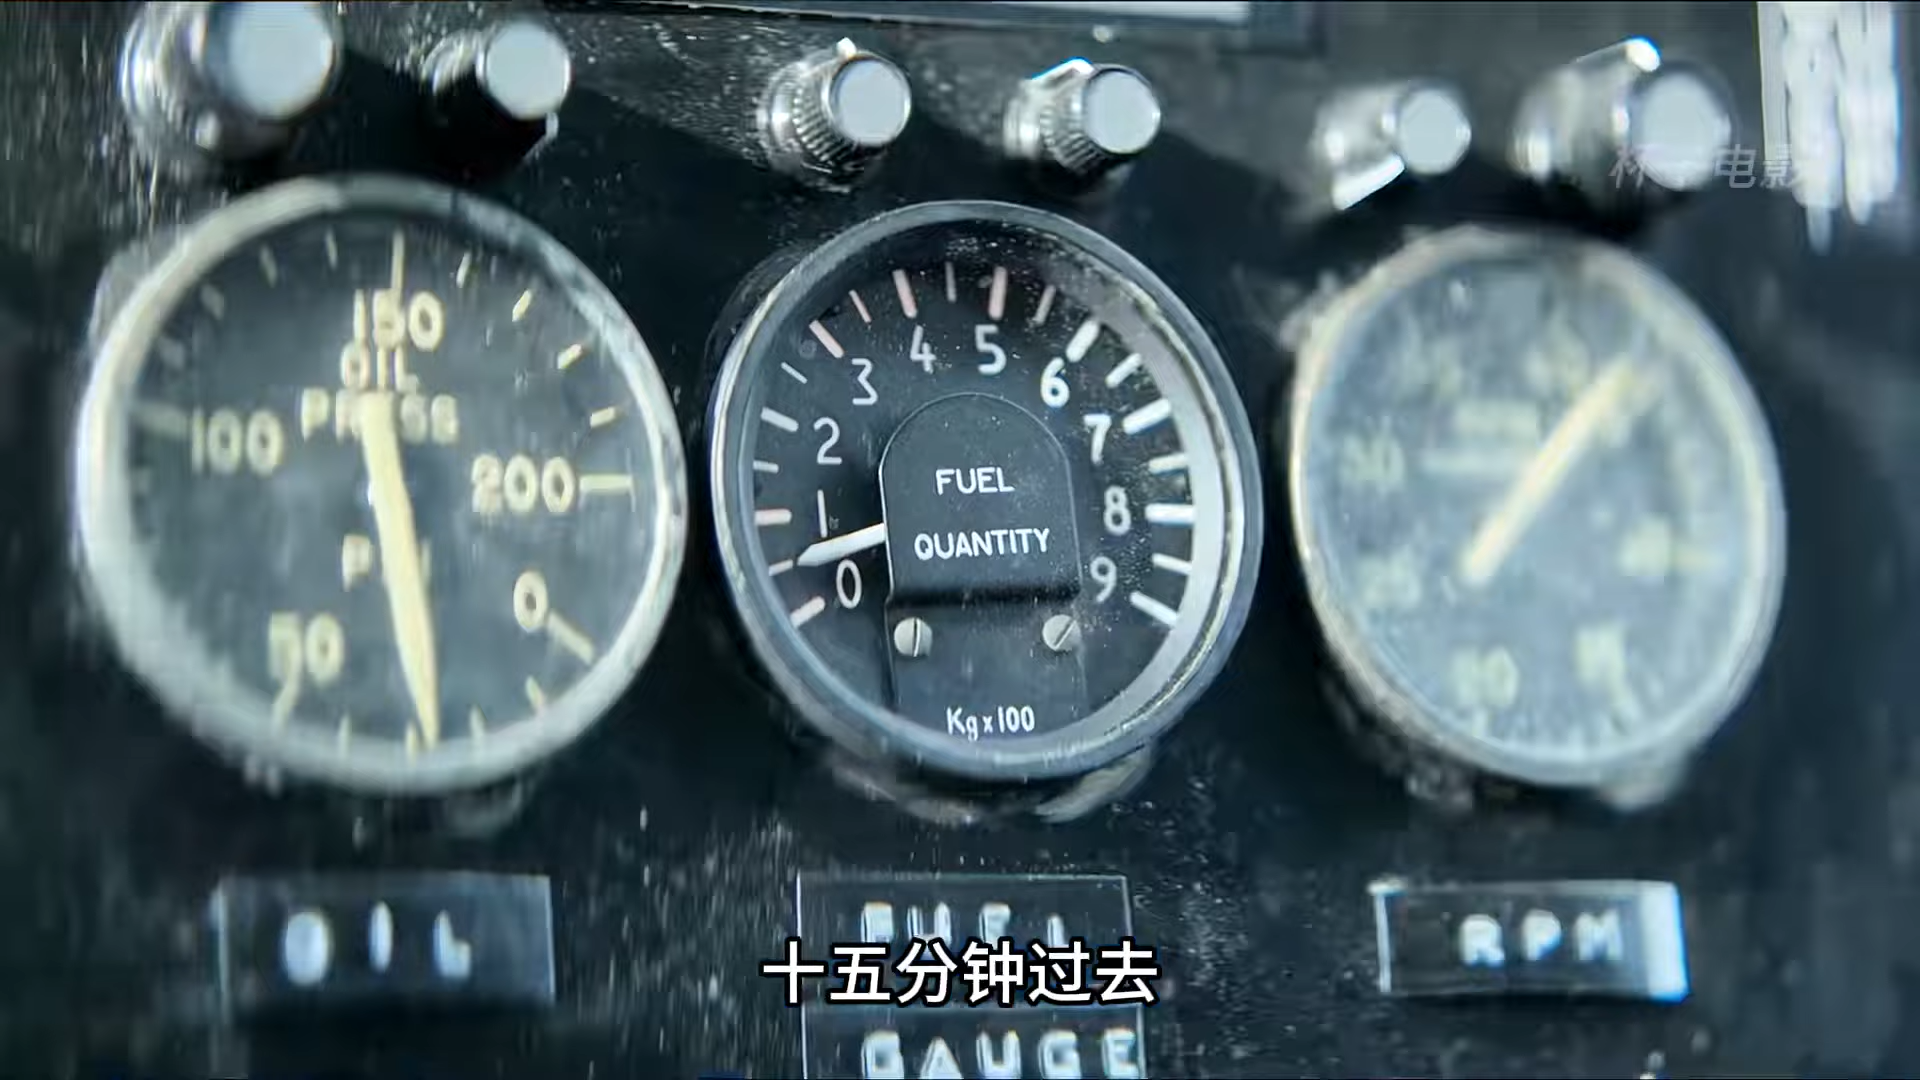 150
OIL
PRESS
100
200
50
0
4 5
3 6
2 7
1 8
0 9
FUEL
QUANTITY
Kg x 100
OIL
FUEL
GAUGE
RPM
十五分钟过去